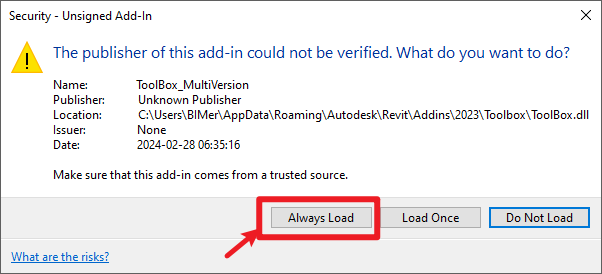 Security - Unsigned Add-In
The publisher of this add-in could not be verified. What do you want to do?
Name: ToolBox_MultiVersion
Publisher: Unknown Publisher
Location: C:\Users\BIMer\AppData\Roaming\Autodesk\Revit\Addins\2023\Toolbox\ToolBox.dll
Issuer: None
Date: 2024-02-28 06:35:16
Make sure that this add-in comes from a trusted source.
Always Load Load Once Do Not Load
What are the risks?